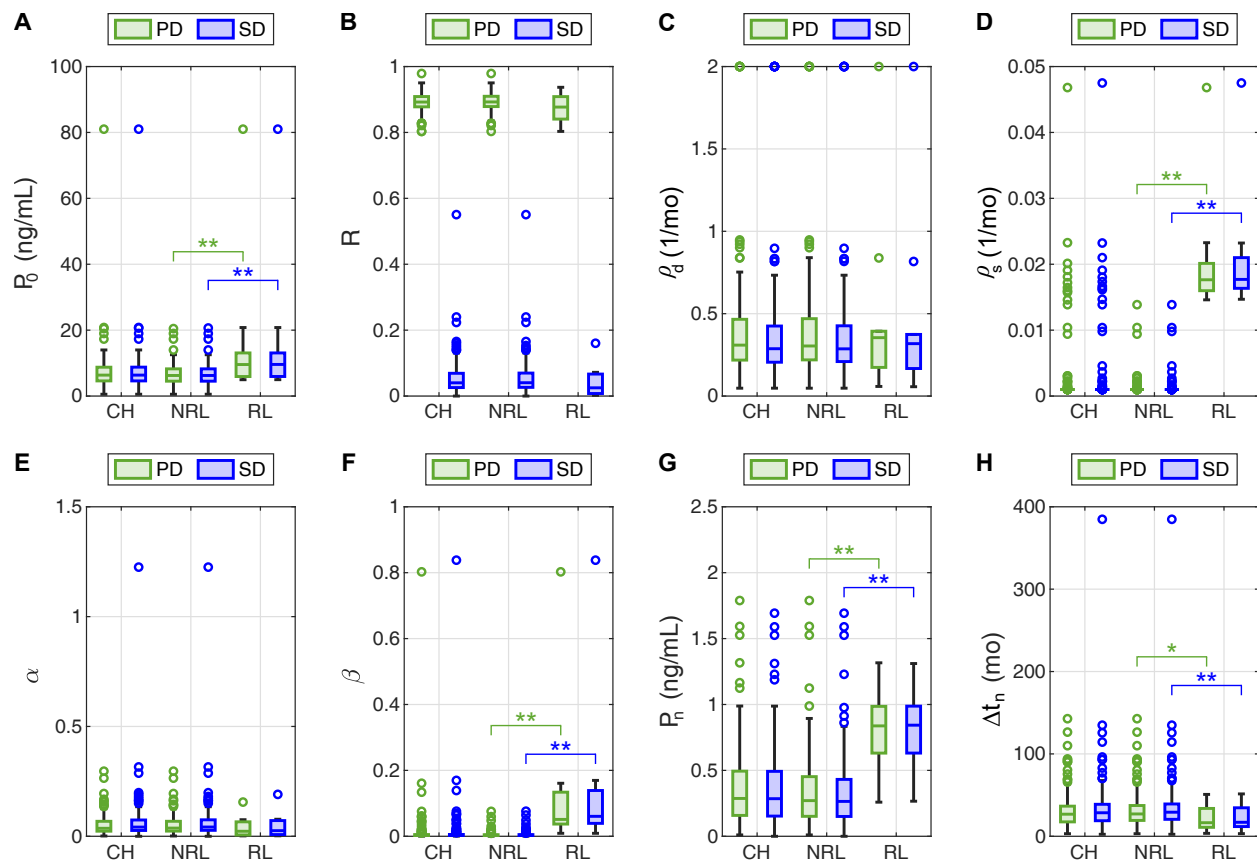 A
PD SD
P0 (ng/mL)
100
80
60
40
20
0
**
**
CH NRL RL
B
PD SD
R
1
0.8
0.6
0.4
0.2
0
CH NRL RL
C
PD SD
ρd (1/mo)
2
1.5
1
0.5
0
CH NRL RL
D
PD SD
ρs (1/mo)
0.05
0.04
0.03
0.02
0.01
0
**
**
CH NRL RL
E
PD SD
α
1.5
1
0.5
0
CH NRL RL
F
PD SD
β
1
0.8
0.6
0.4
0.2
0
**
**
CH NRL RL
G
PD SD
Pn (ng/mL)
2.5
2
1.5
1
0.5
0
**
**
CH NRL RL
H
PD SD
Δtn (mo)
400
300
200
100
0
*
**
CH NRL RL